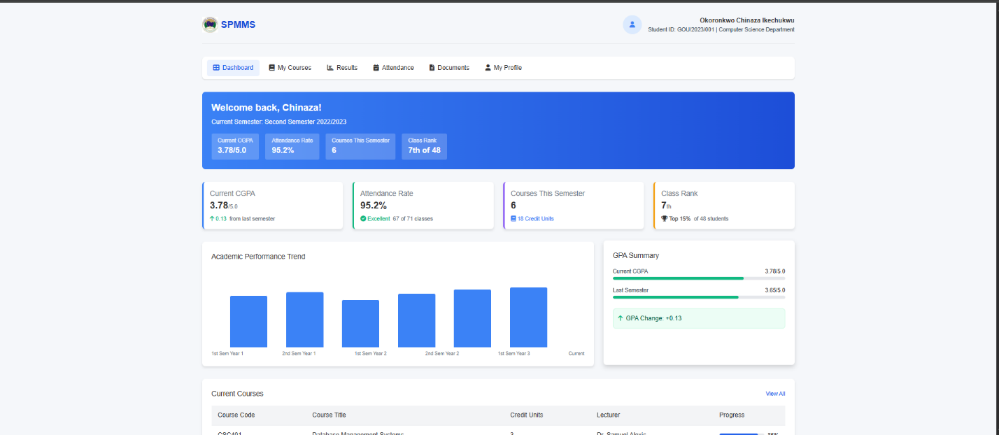 SPMMS
Okoronkwo Chinaza Ikechukwu
Student ID: GOU/2023/001 | Computer Science Department
Dashboard My Courses Results Attendance Documents My Profile
Welcome back, Chinaza!
Current Semester: Second Semester 2022/2023
Current CGPA Attendance Rate Courses This Semester Class Rank
3.78/5.0 95.2% 6 7th of 48
Current CGPA Attendance Rate Courses This Semester Class Rank
3.78/5.0 95.2% 6 7th
0.13 from last semester Excellent 67 of 71 classes 18 Credit Units Top 15% of 48 students
Academic Performance Trend
1st Sem Year 1 2nd Sem Year 1 1st Sem Year 2 2nd Sem Year 2 1st Sem Year 3 Current
GPA Summary
Current CGPA 3.78/5.0
Last Semester 3.65/5.0
GPA Change: +0.13
Current Courses View All
Course Code Course Title Credit Units Lecturer Progress
CSC401 Database Management Systems 3 Dr. Samuel Alexis 85%